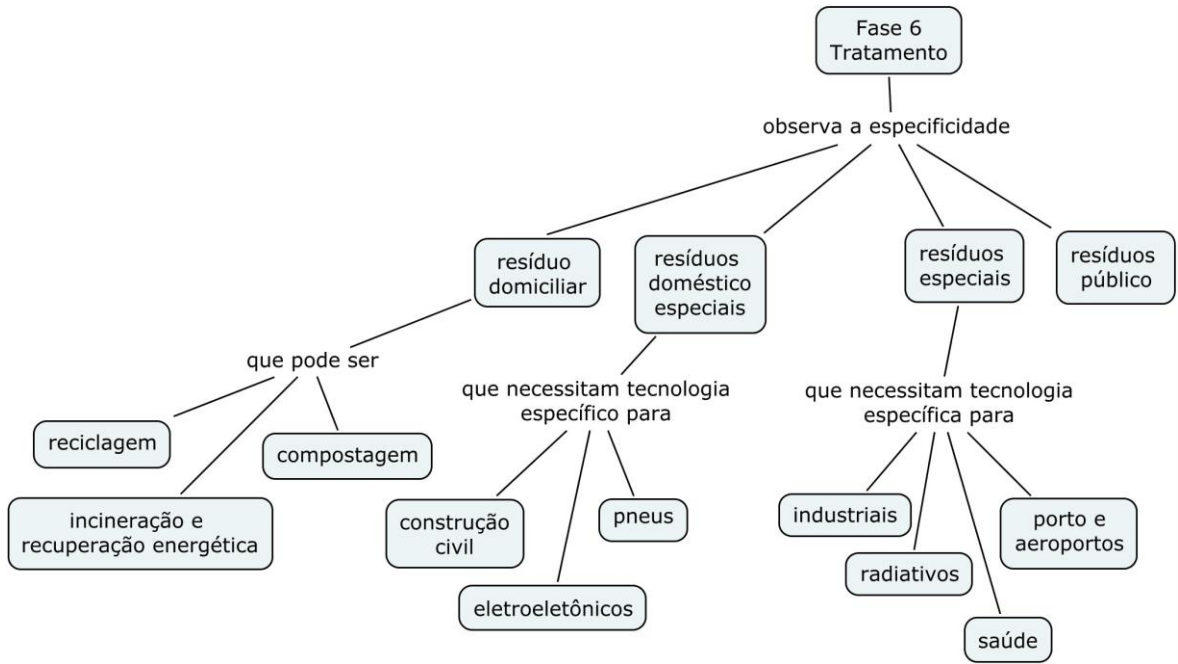 Fase 6
Tratamento
observa a especificidade
resíduo
domiciliar
resíduos
doméstico
especiais
resíduos
especiais
resíduos
público
que pode ser
que necessitam tecnologia
específico para
que necessitam tecnologia
específica para
reciclagem
compostagem
incineração e
recuperação energética
construção
civil
pneus
eletroeletônicos
industriais
porto e
aeroportos
radiativos
saúde